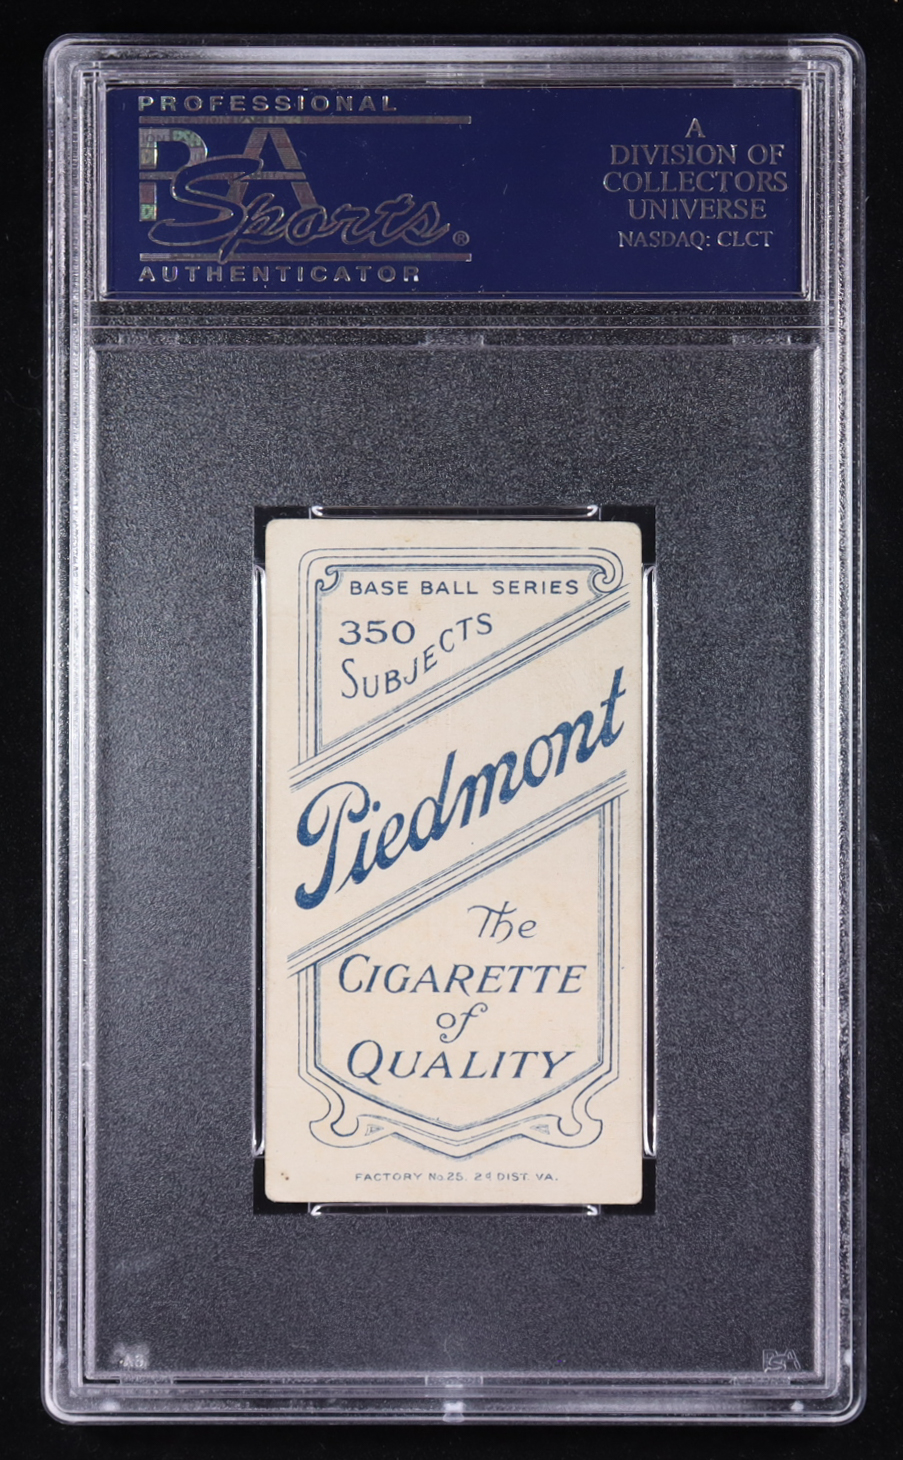 PROFESSIONAL
PSA
Sports®
AUTHENTICATOR
A
DIVISION OF
COLLECTORS
UNIVERSE
NASDAQ: CLCT
BASE BALL SERIES
350
SUBJECTS
Piedmont
The
CIGARETTE
of
QUALITY
FACTORY No. 25. 2d DIST. VA.
PSA